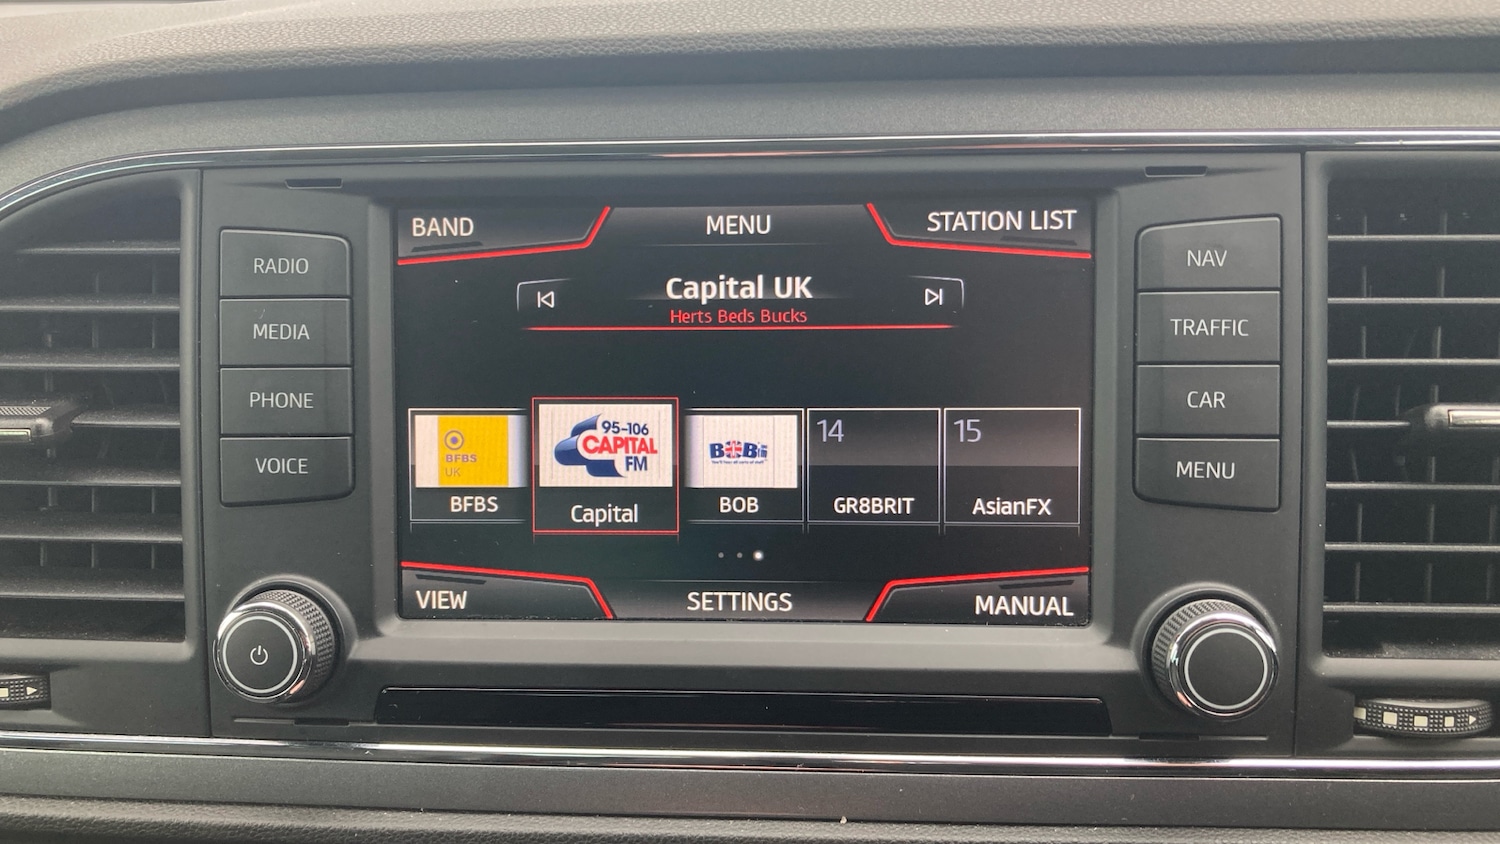 BAND
MENU
STATION LIST
RADIO
MEDIA
PHONE
VOICE
Capital UK
Herts Beds Bucks
BFBS
UK
BFBS
95-106
CAPITAL
FM
Capital
BOB
14
GR8BRIT
15
AsianFX
VIEW
SETTINGS
MANUAL
NAV
TRAFFIC
CAR
MENU